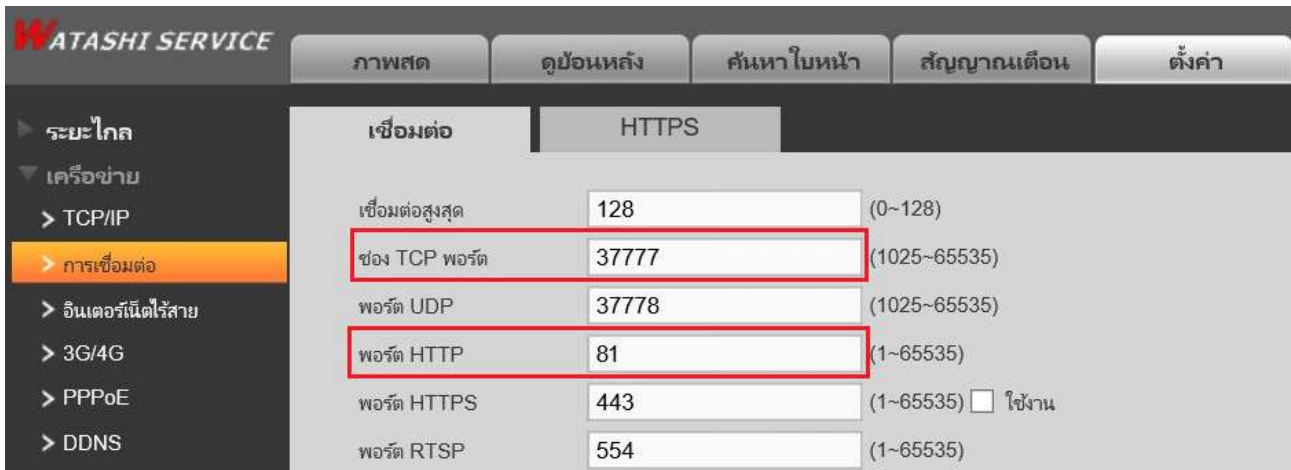 WATASHI SERVICE
ภาพสด ดูย้อนหลัง ค้นหาใบหน้า สัญญาณเตือน ตั้งค่า
ระยะไกล
เครือข่าย
> TCP/IP
> การเชื่อมต่อ
> อินเตอร์เน็ตไร้สาย
> 3G/4G
> PPPoE
> DDNS
เชื่อมต่อ HTTPS
เชื่อมต่อสูงสุด 128 (0~128)
ช่อง TCP พอร์ต 37777 (1025~65535)
พอร์ต UDP 37778 (1025~65535)
พอร์ต HTTP 81 (1~65535)
พอร์ต HTTPS 443 (1~65535) ใช้งาน
พอร์ต RTSP 554 (1~65535)